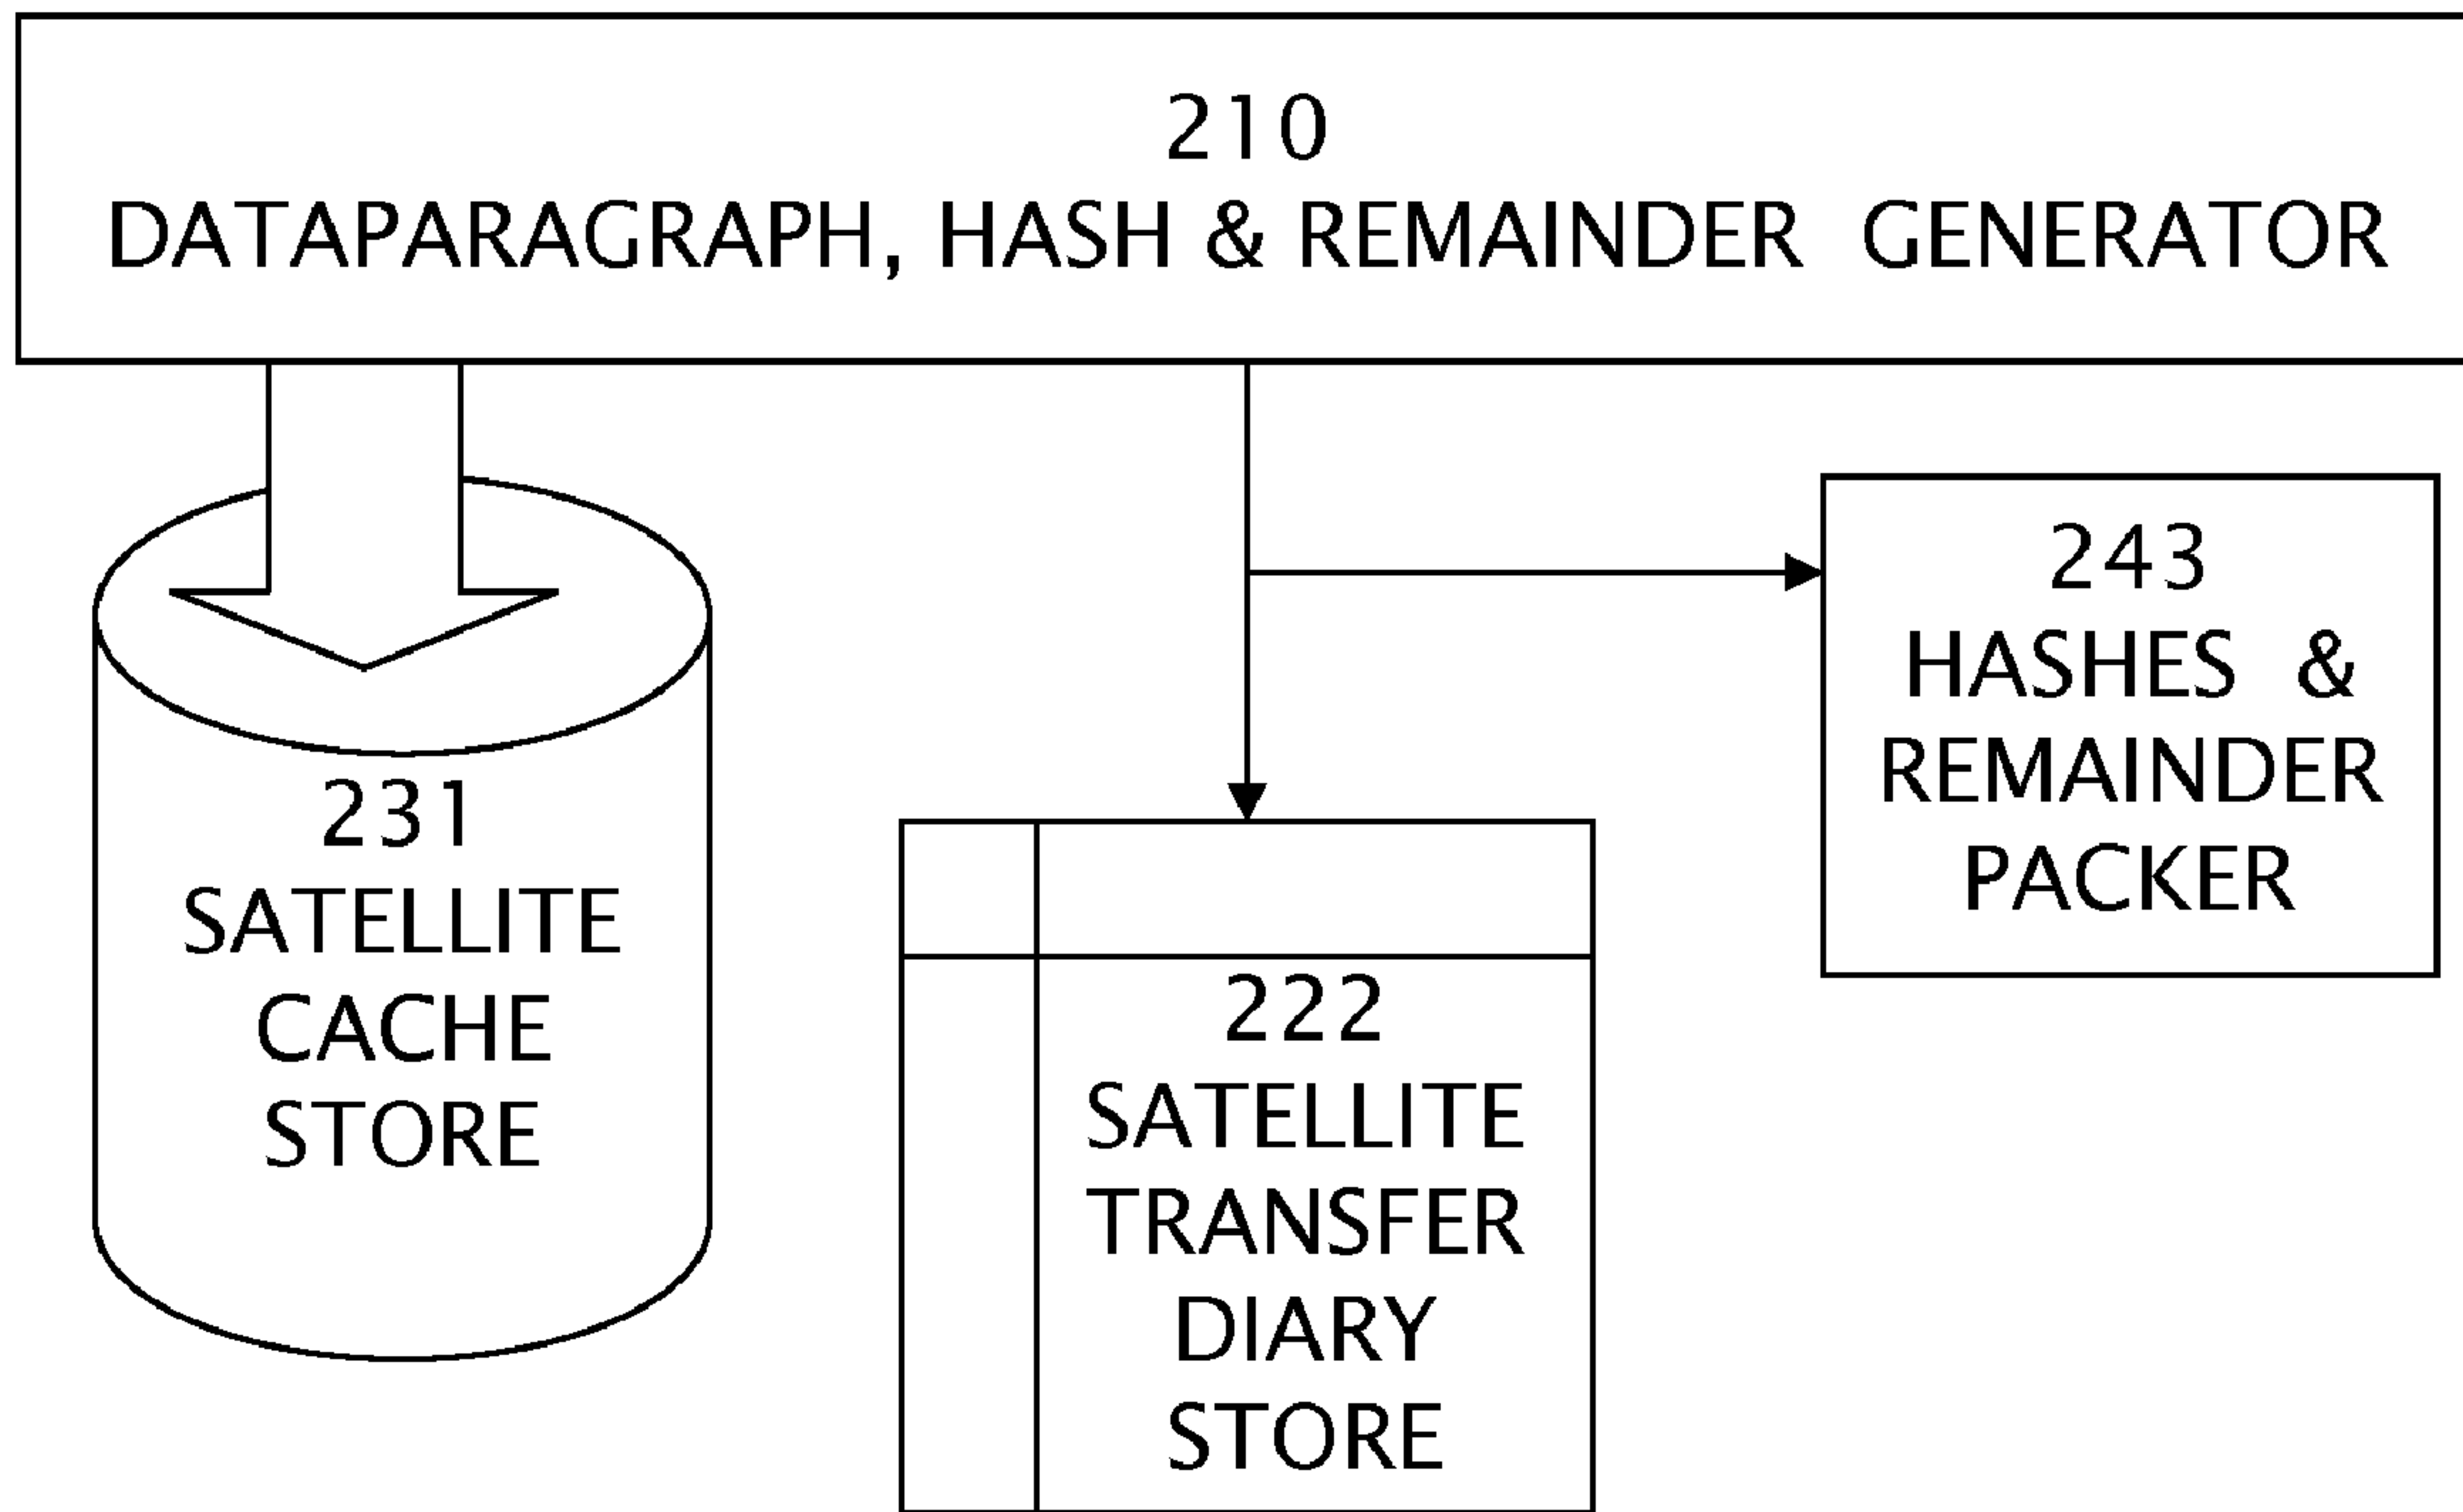 210
DATAPARAGRAPH, HASH & REMAINDER GENERATOR
243
HASHES &
REMAINDER
PACKER
231
SATELLITE
CACHE
STORE
222
SATELLITE
TRANSFER
DIARY
STORE